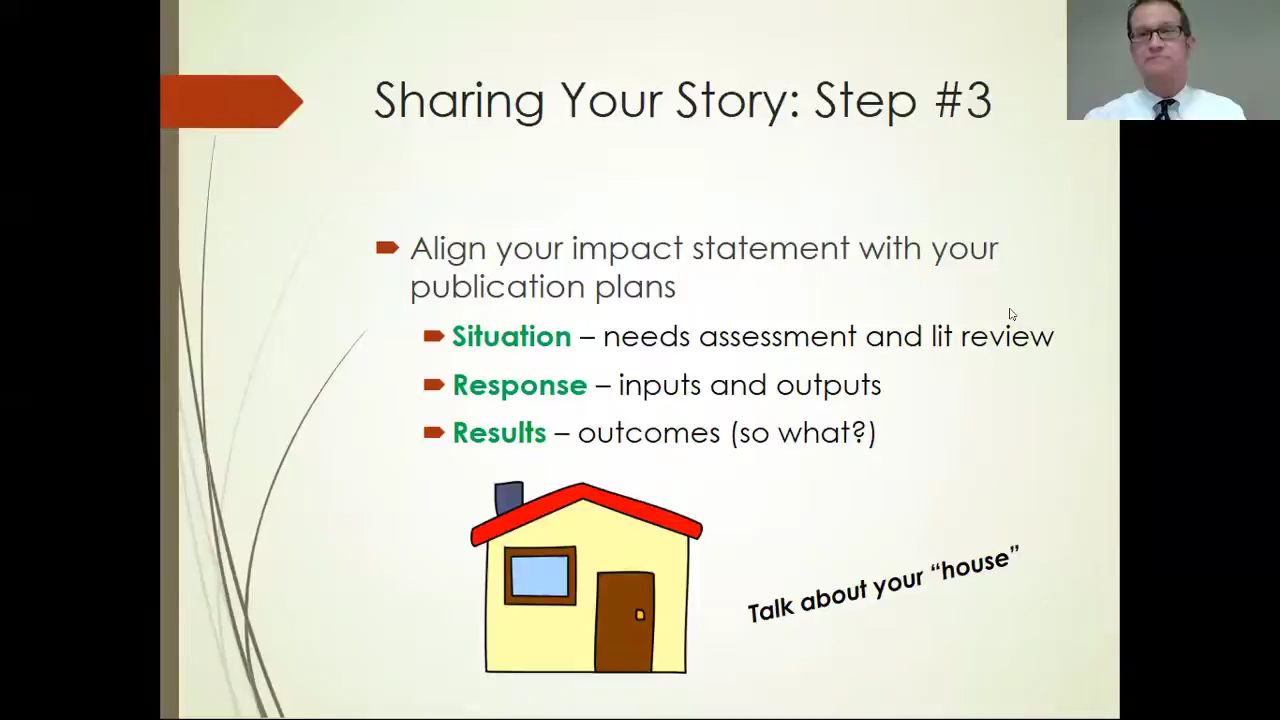 Sharing Your Story: Step #3
Align your impact statement with your
publication plans
Situation – needs assessment and lit review
Response – inputs and outputs
Results – outcomes (so what?)
Talk about your “house”